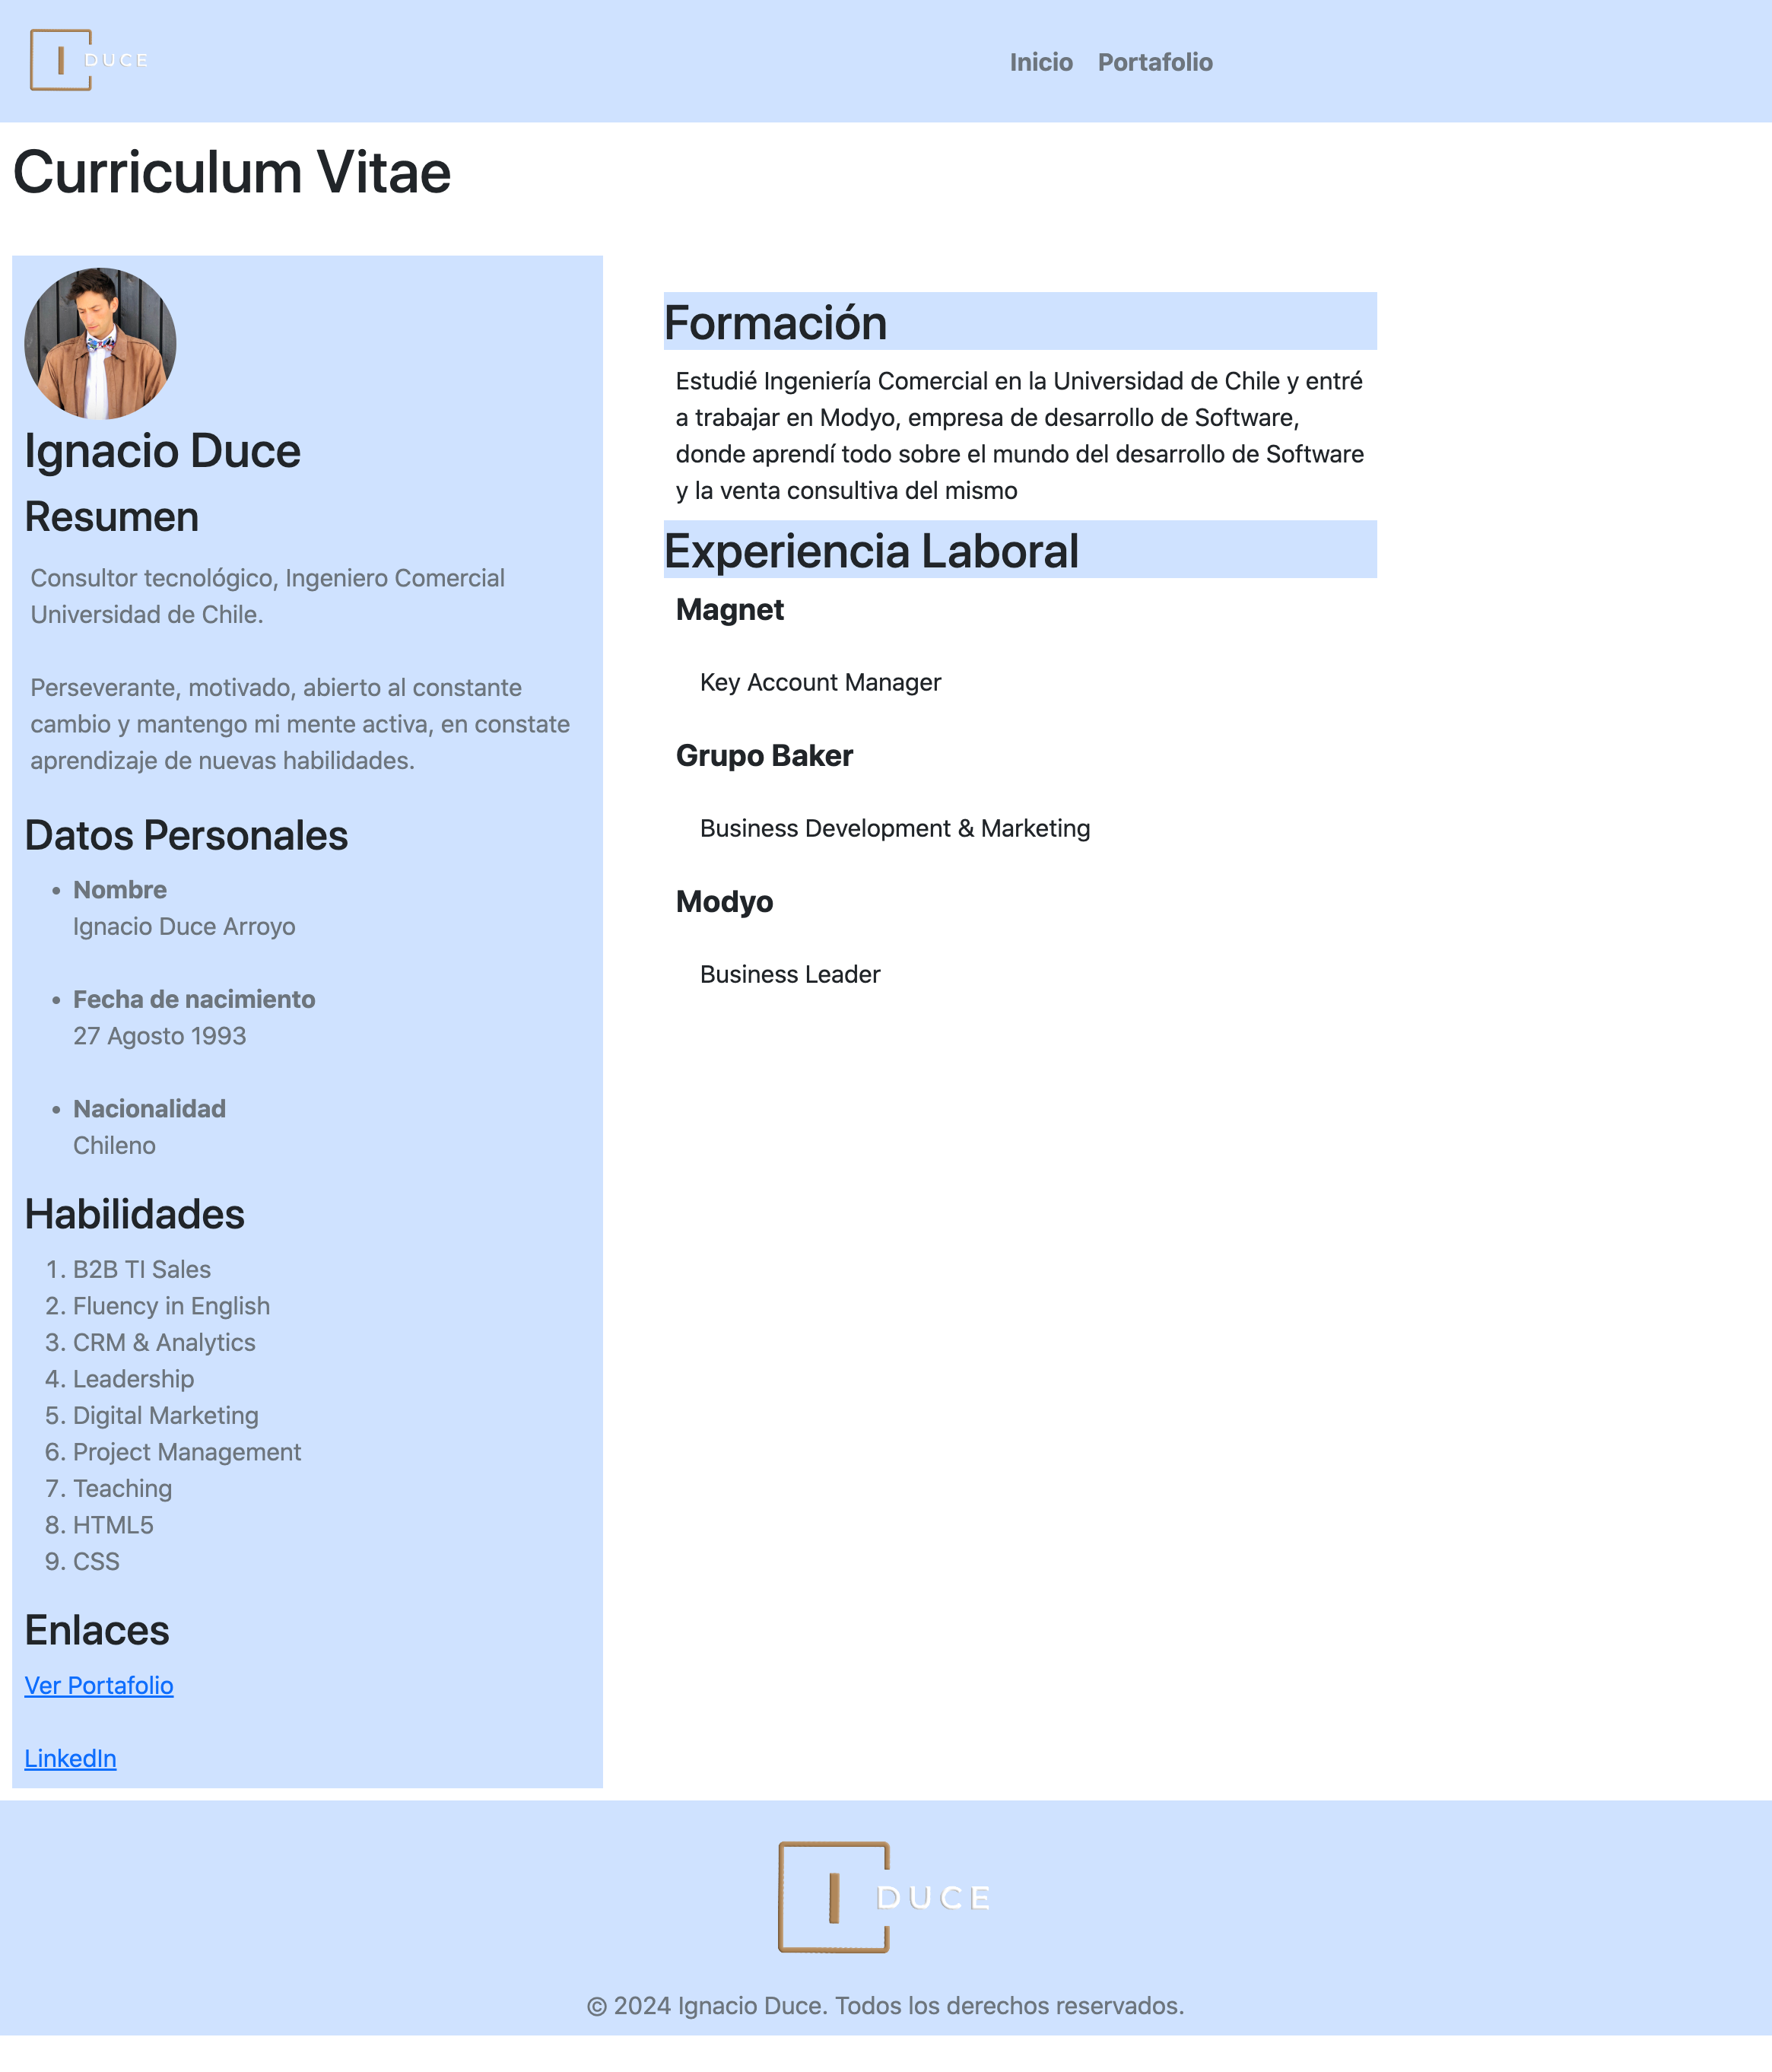 I DUCE
Inicio Portafolio
Curriculum Vitae
Ignacio Duce
Resumen
Consultor tecnológico, Ingeniero Comercial
Universidad de Chile.
Perseverante, motivado, abierto al constante
cambio y mantengo mi mente activa, en constate
aprendizaje de nuevas habilidades.
Datos Personales
• Nombre
Ignacio Duce Arroyo
• Fecha de nacimiento
27 Agosto 1993
• Nacionalidad
Chileno
Habilidades
1. B2B TI Sales
2. Fluency in English
3. CRM & Analytics
4. Leadership
5. Digital Marketing
6. Project Management
7. Teaching
8. HTML5
9. CSS
Enlaces
Ver Portafolio
LinkedIn
Formación
Estudié Ingeniería Comercial en la Universidad de Chile y entré
a trabajar en Modyo, empresa de desarrollo de Software,
donde aprendí todo sobre el mundo del desarrollo de Software
y la venta consultiva del mismo
Experiencia Laboral
Magnet
Key Account Manager
Grupo Baker
Business Development & Marketing
Modyo
Business Leader
I DUCE
© 2024 Ignacio Duce. Todos los derechos reservados.